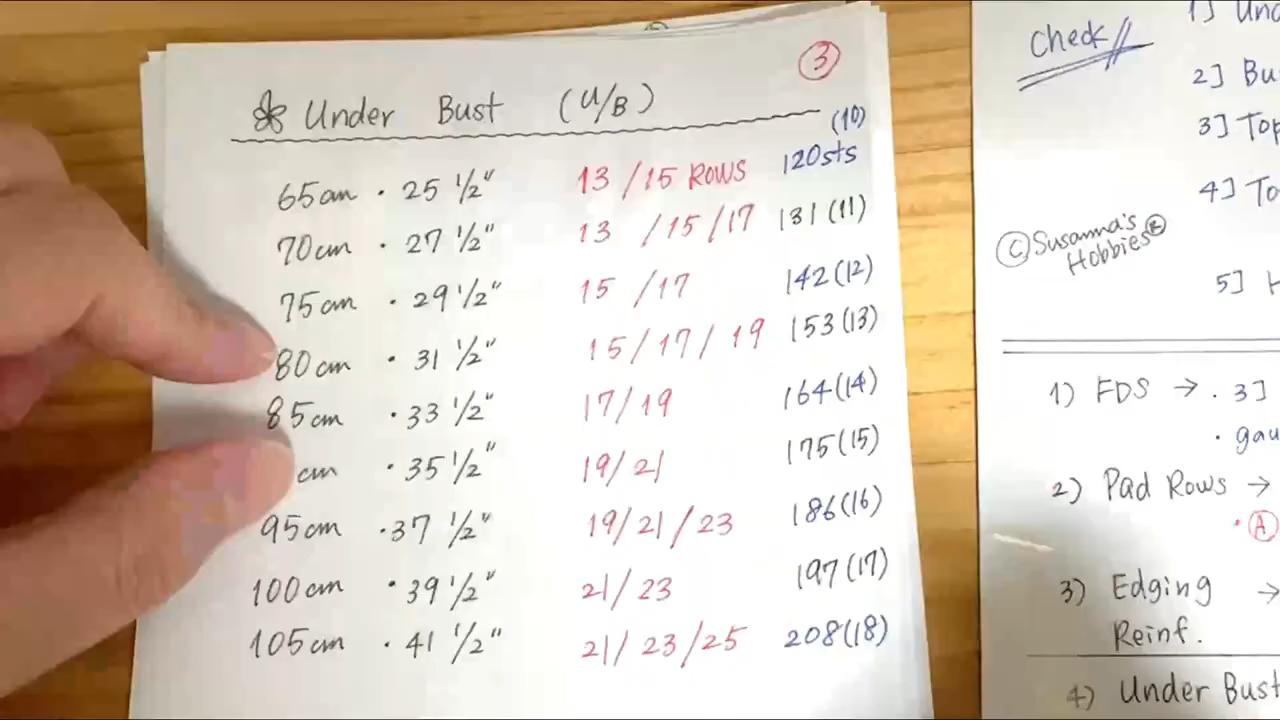 ③
❀ Under Bust (U/B)
65cm · 25 1/2" 13 /15 ROWS 120sts (10)
70cm · 27 1/2" 13 /15 /17 131 (11)
75cm · 29 1/2" 15 /17 142 (12)
80cm · 31 1/2" 15/17/19 153 (13)
85cm · 33 1/2" 17/19 164 (14)
cm · 35 1/2" 19/21 175 (15)
95cm · 37 1/2" 19/21/23 186 (16)
100cm · 39 1/2" 21/23 197 (17)
105cm · 41 1/2" 21/23/25 208 (18)
Check//
1]
2]
3] Top
4]
© Susanna's Hobbies ®
5]
1) FDS → · 3]
·
2) Pad Rows →
· Ⓐ
3) Edging →
Reinf.
4) Under Bust